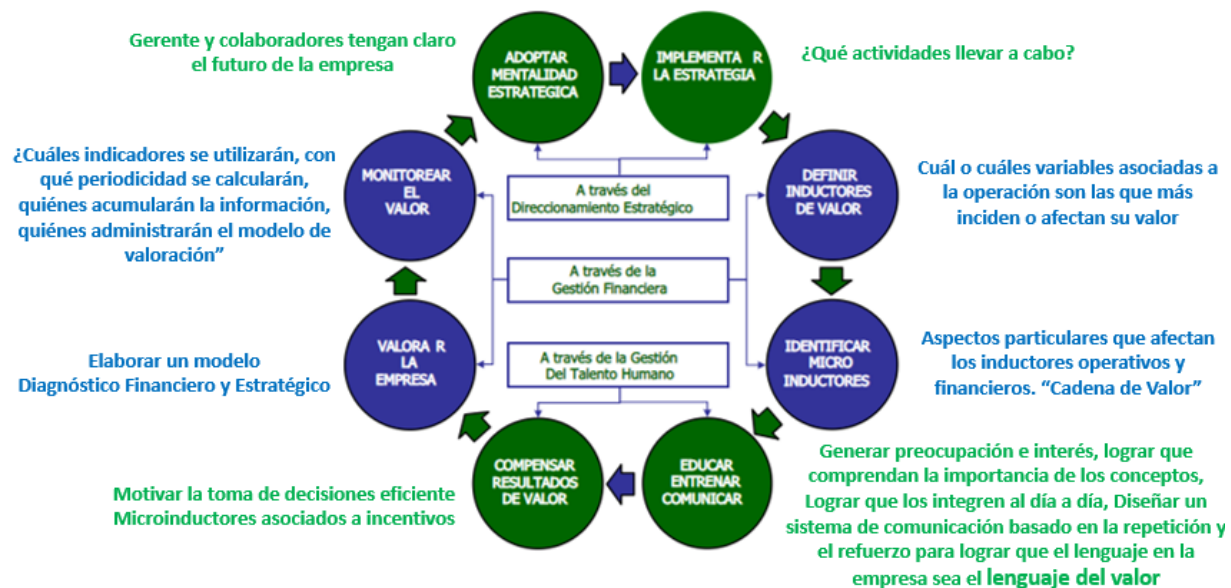 Gerente y colaboradores tengan claro
el futuro de la empresa
ADOPTAR
MENTALIDAD
ESTRATEGICA
IMPLEMENTA R
LA ESTRATEGIA
¿Qué actividades llevar a cabo?
¿Cuáles indicadores se utilizarán, con
qué periodicidad se calcularán,
quiénes acumularán la información,
quiénes administrarán el modelo de
valoración”
MONITOREAR
EL
VALOR
A través del
Direccionamiento Estratégico
DEFINIR
INDUCTORES
DE VALOR
Cuál o cuáles variables asociadas a
la operación son las que más
inciden o afectan su valor
A través de la
Gestión Financiera
Elaborar un modelo
Diagnóstico Financiero y Estratégico
VALORA R
LA
EMPRESA
A través de la Gestión
Del Talento Humano
IDENTIFICAR
MICRO
INDUCTORES
Aspectos particulares que afectan
los inductores operativos y
financieros. “Cadena de Valor”
Motivar la toma de decisiones eficiente
Microinductores asociados a incentivos
COMPENSAR
RESULTADOS
DE VALOR
EDUCAR
ENTRENAR
COMUNICAR
Generar preocupación e interés, lograr que
comprendan la importancia de los conceptos,
Lograr que los integren al día a día, Diseñar un
sistema de comunicación basado en la repetición y
el refuerzo para lograr que el lenguaje en la
empresa sea el lenguaje del valor